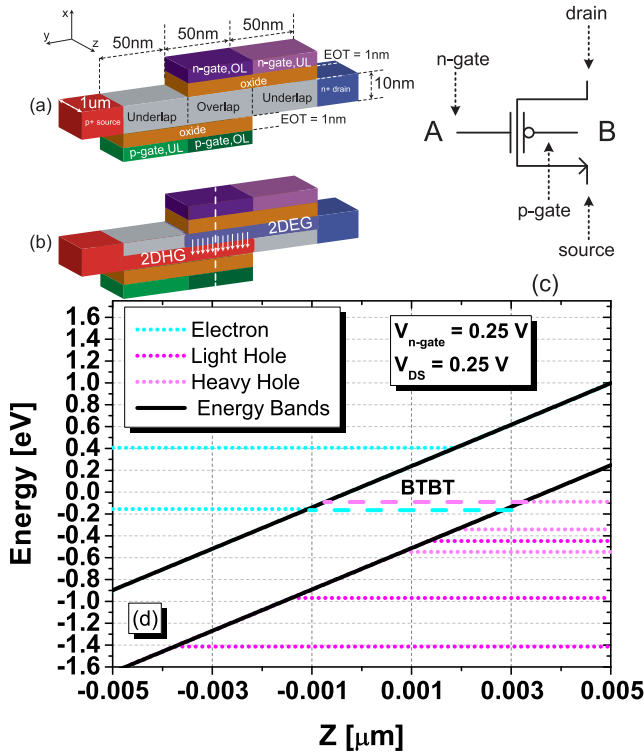 x
y
z
50nm
50nm
50nm
EOT = 1nm
n-gate,OL
n-gate,UL
oxide
n+ drain
10nm
(a)
1um
p+ source
Underlap
Overlap
Underlap
oxide
EOT = 1nm
p-gate,UL
p-gate,OL
(b)
2DEG
2DHG
drain
n-gate
A
B
p-gate
source
(c)
Electron
Light Hole
Heavy Hole
Energy Bands
V n-gate = 0.25 V
V DS = 0.25 V
BTBT
(d)
Energy [eV]
1.6
1.4
1.2
1.0
0.8
0.6
0.4
0.2
0.0
-0.2
-0.4
-0.6
-0.8
-1.0
-1.2
-1.4
-1.6
-0.005
-0.003
-0.001
0.001
0.003
0.005
Z [μm]